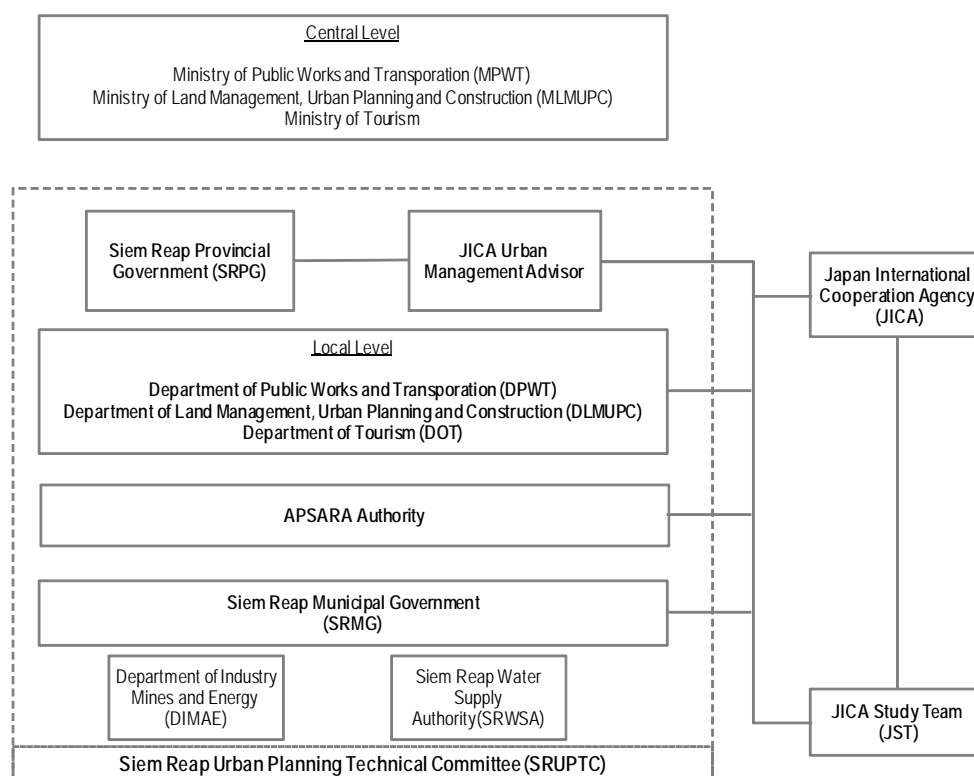 Central Level
Ministry of Public Works and Transporation (MPWT)
Ministry of Land Management, Urban Planning and Construction (MLMUPC)
Ministry of Tourism
Siem Reap Provincial
Government (SRPG)
JICA Urban
Management Advisor
Japan International
Cooperation Agency
(JICA)
Local Level
Department of Public Works and Transporation (DPWT)
Department of Land Management, Urban Planning and Construction (DLMUPC)
Department of Tourism (DOT)
APSARA Authority
Siem Reap Municipal Government
(SRMG)
Department of Industry
Mines and Energy
(DIMAE)
Siem Reap Water
Supply
Authority (SRWSA)
JICA Study Team
(JST)
Siem Reap Urban Planning Technical Committee (SRUPTC)